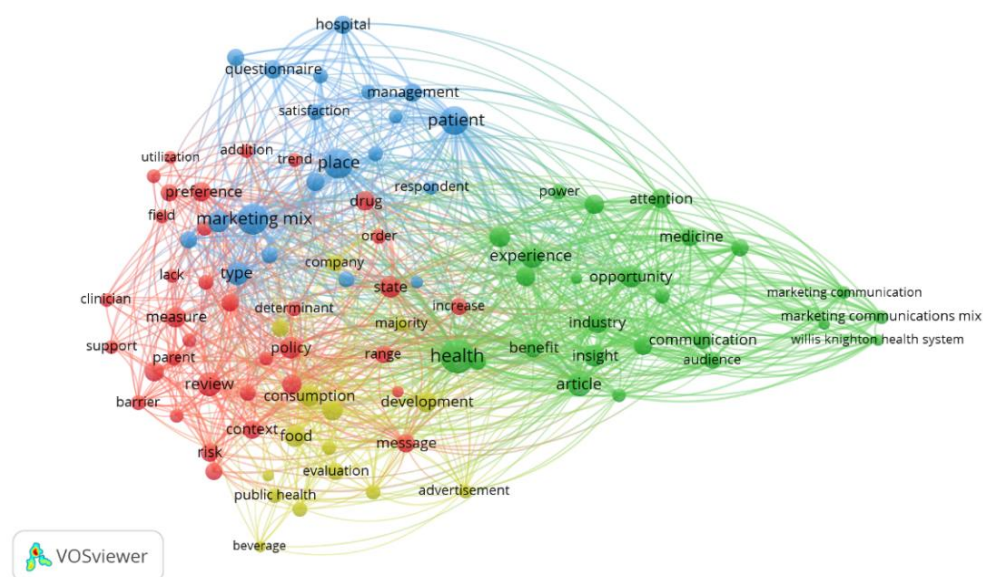 hospital
questionnaire
management
satisfaction
patient
utilization
addition
trend
place
preference
respondent
power
attention
drug
field
marketing mix
order
medicine
company
experience
lack
type
state
opportunity
clinician
determinant
increase
marketing communication
measure
majority
industry
marketing communications mix
support
policy
range
health
benefit
communication
willis knighton health system
parent
insight
audience
review
article
barrier
consumption
development
context
food
message
risk
evaluation
public health
advertisement
beverage
VOSviewer